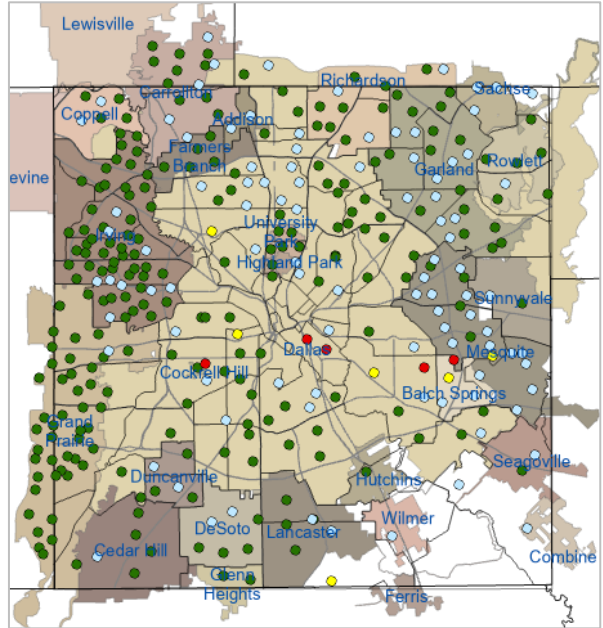 Lewisville
Richardson
Sachse
Carrollton
Coppell
Addison
Farmers
Branch
Garland
Rowlett
evine
University
Park
Irving
Highland Park
Sunnyvale
Dallas
Mesquite
Cockrell Hill
Balch Springs
Grand
Prairie
Seagoville
Duncanville
Hutchins
DeSoto
Lancaster
Wilmer
Cedar Hill
Combine
Glenn
Heights
Ferris